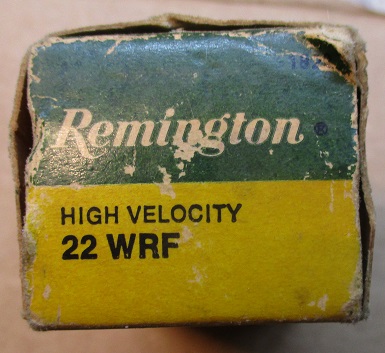 Remington®
HIGH VELOCITY
22 WRF